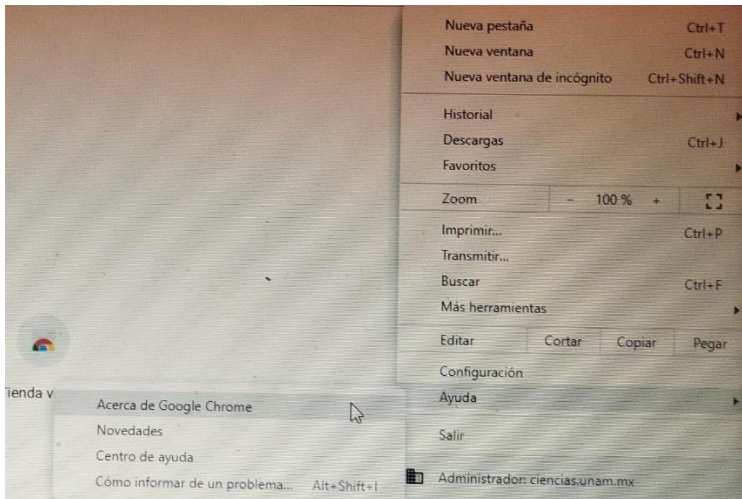 Nueva pestaña Ctrl+T
Nueva ventana Ctrl+N
Nueva ventana de incógnito Ctrl+Shift+N
Historial
Descargas Ctrl+J
Favoritos
Zoom - 100 % +
Imprimir... Ctrl+P
Transmitir...
Buscar Ctrl+F
Más herramientas
Editar Cortar Copiar Pegar
Configuración
Ayuda
Salir
Administrador: ciencias.unam.mx
ienda v
Acerca de Google Chrome
Novedades
Centro de ayuda
Cómo informar de un problema... Alt+Shift+I